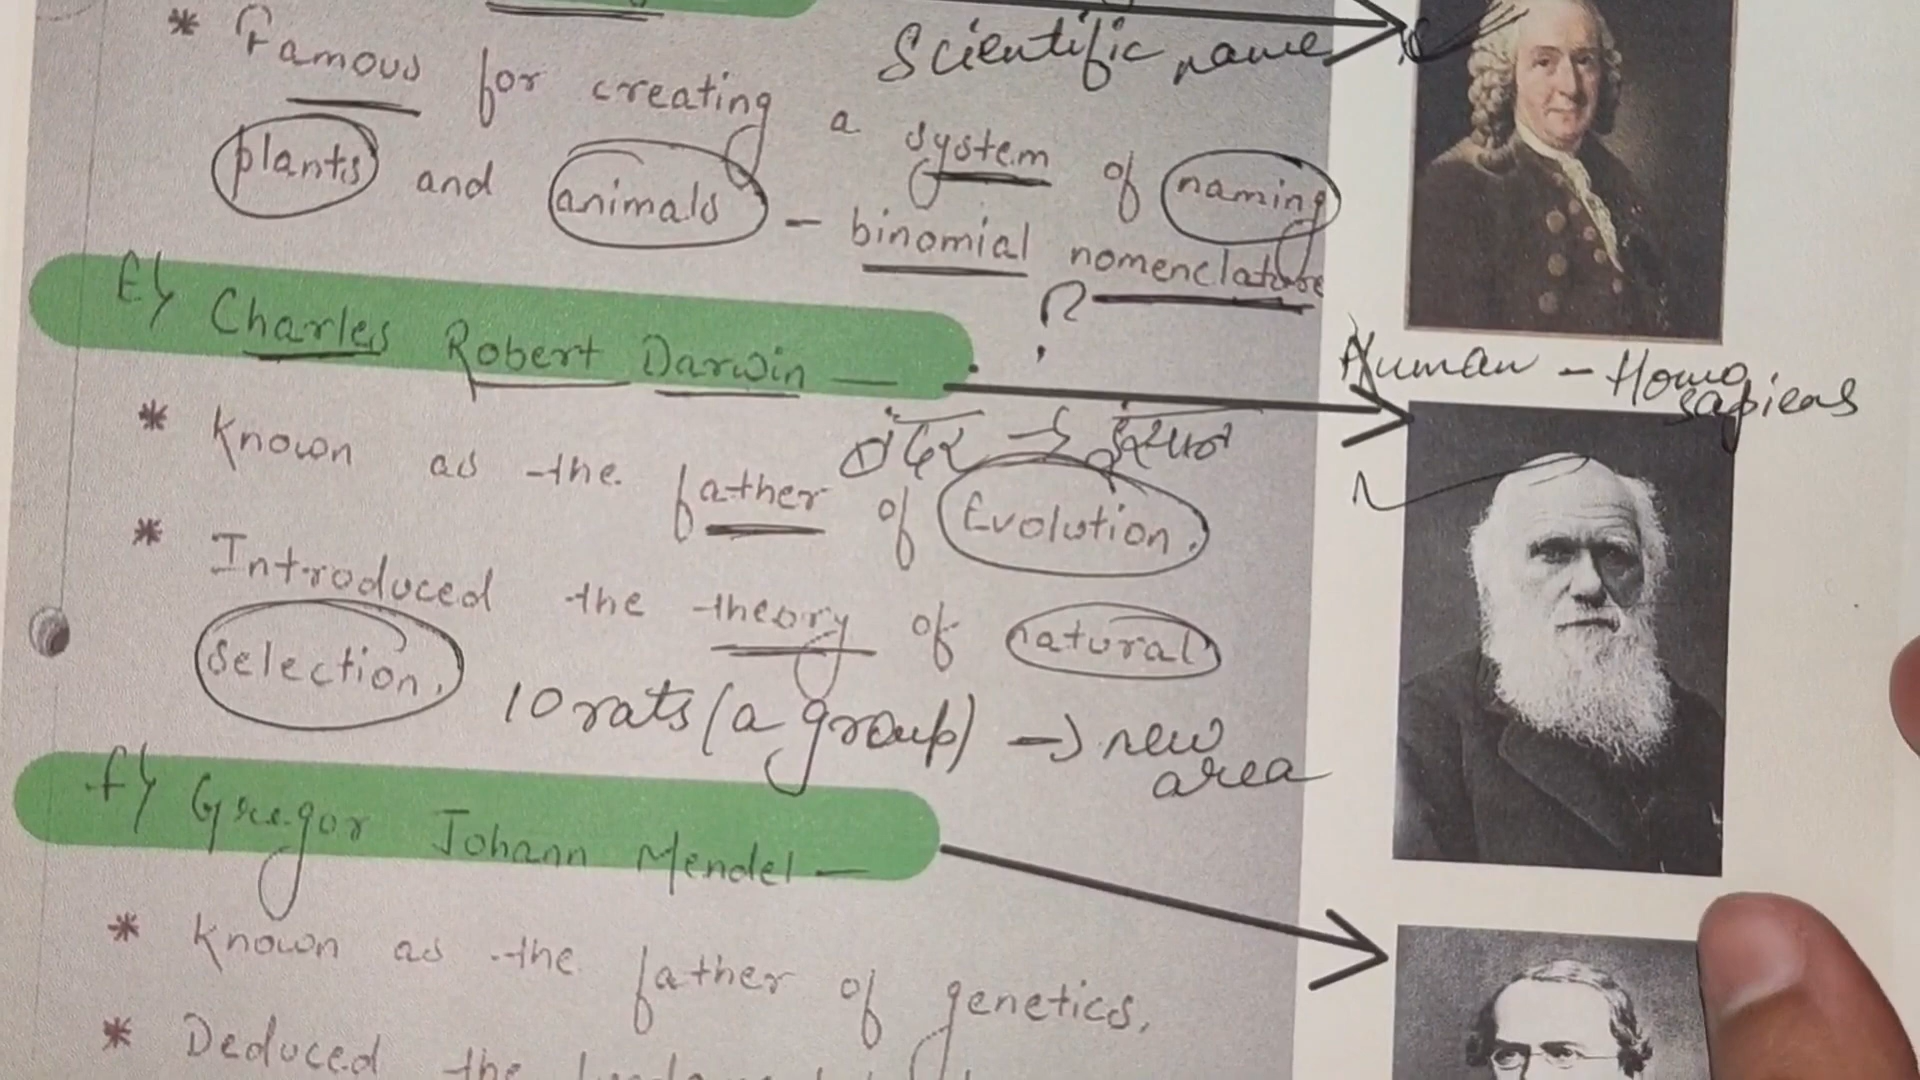 Scientific name
* Famous for creating a system of naming
plants and animals - binomial nomenclature
?
E) Charles Robert Darwin —
Human - Homo sapiens
बंदर → इंसान
* Known as the father of Evolution.
* Introduced the theory of natural
selection.
10 rats (a group) → new area
f) Gregor Johann Mendel —
* Known as the father of genetics.
* Deduced the